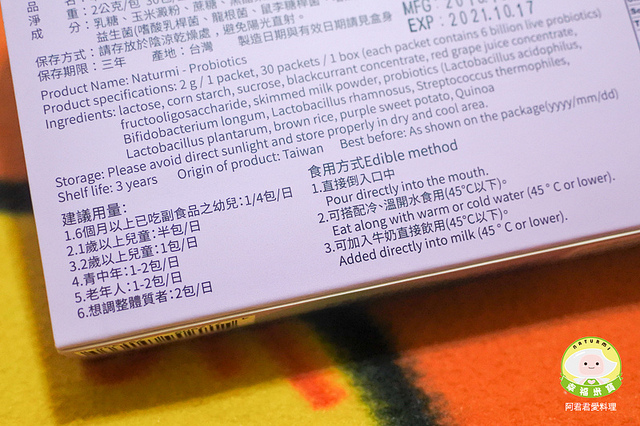 品
淨 重：2公克/包 30包
成 分：乳糖、玉米澱粉、蔗糖、
益生菌(嗜酸乳桿菌、龍根菌、鼠李糖桿菌
保存方式：請存放於陰涼乾燥處，避免陽光直射。
保存期限：三年 產地：台灣 製造日期與有效日期請見盒身
MFG
EXP : 2021.10.17
Product Name: Naturmi - Probiotics
Product specifications: 2 g / 1 packet, 30 packets / 1 box (each packet contains 6 billion live probiotics)
Ingredients: lactose, corn starch, sucrose, blackcurrant concentrate, red grape juice concentrate,
fructooligosaccharide, skimmed milk powder, probiotics (Lactobacillus acidophilus,
Bifidobacterium longum, Lactobacillus rhamnosus, Streptococcus thermophiles,
Lactobacillus plantarum, brown rice, purple sweet potato, Quinoa
Storage: Please avoid direct sunlight and store properly in dry and cool area.
Shelf life: 3 years Origin of product: Taiwan Best before: As shown on the package(yyyy/mm/dd)
建議用量：
1.6個月以上已吃副食品之幼兒：1/4包/日
2.1歲以上兒童：半包/日
3.2歲以上兒童：1包/日
4.青中年：1-2包/日
5.老年人：1-2包/日
6.想調整體質者：2包/日
食用方式Edible method
1.直接倒入口中
Pour directly into the mouth.
2.可搭配冷、溫開水食用(45°C以下)。
Eat along with warm or cold water (45 ° C or lower).
3.可加入牛奶直接飲用(45°C以下)。
Added directly into milk (45 ° C or lower).
NATURMI
幸福米寶
阿君君愛料理